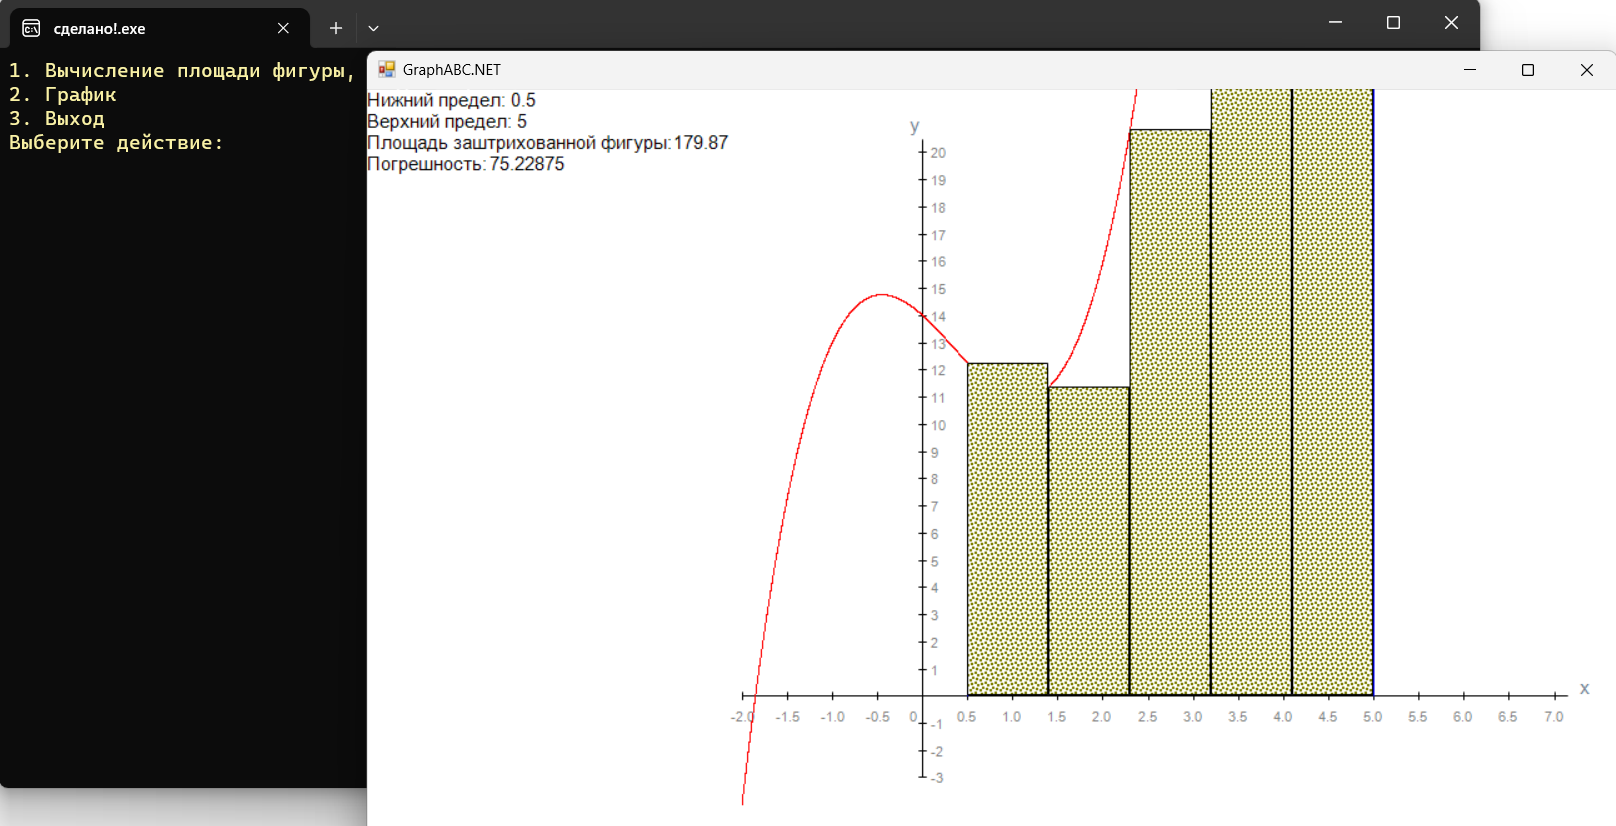 сделано!.exe
1. Вычисление площади фигуры,
2. График
3. Выход
Выберите действие:
GraphABC.NET
Нижний предел: 0.5
Верхний предел: 5
Площадь заштрихованной фигуры:179.87
Погрешность: 75.22875
y
20
19
18
17
16
15
14
13
12
11
10
9
8
7
6
5
4
3
2
1
x
-2.0 -1.5 -1.0 -0.5 0 0.5 1.0 1.5 2.0 2.5 3.0 3.5 4.0 4.5 5.0 5.5 6.0 6.5 7.0
-1
-2
-3